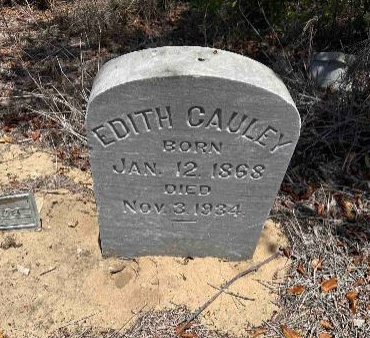 EDITH CAULEY
BORN
JAN. 12. 1868
DIED
NOV. 3. 1934